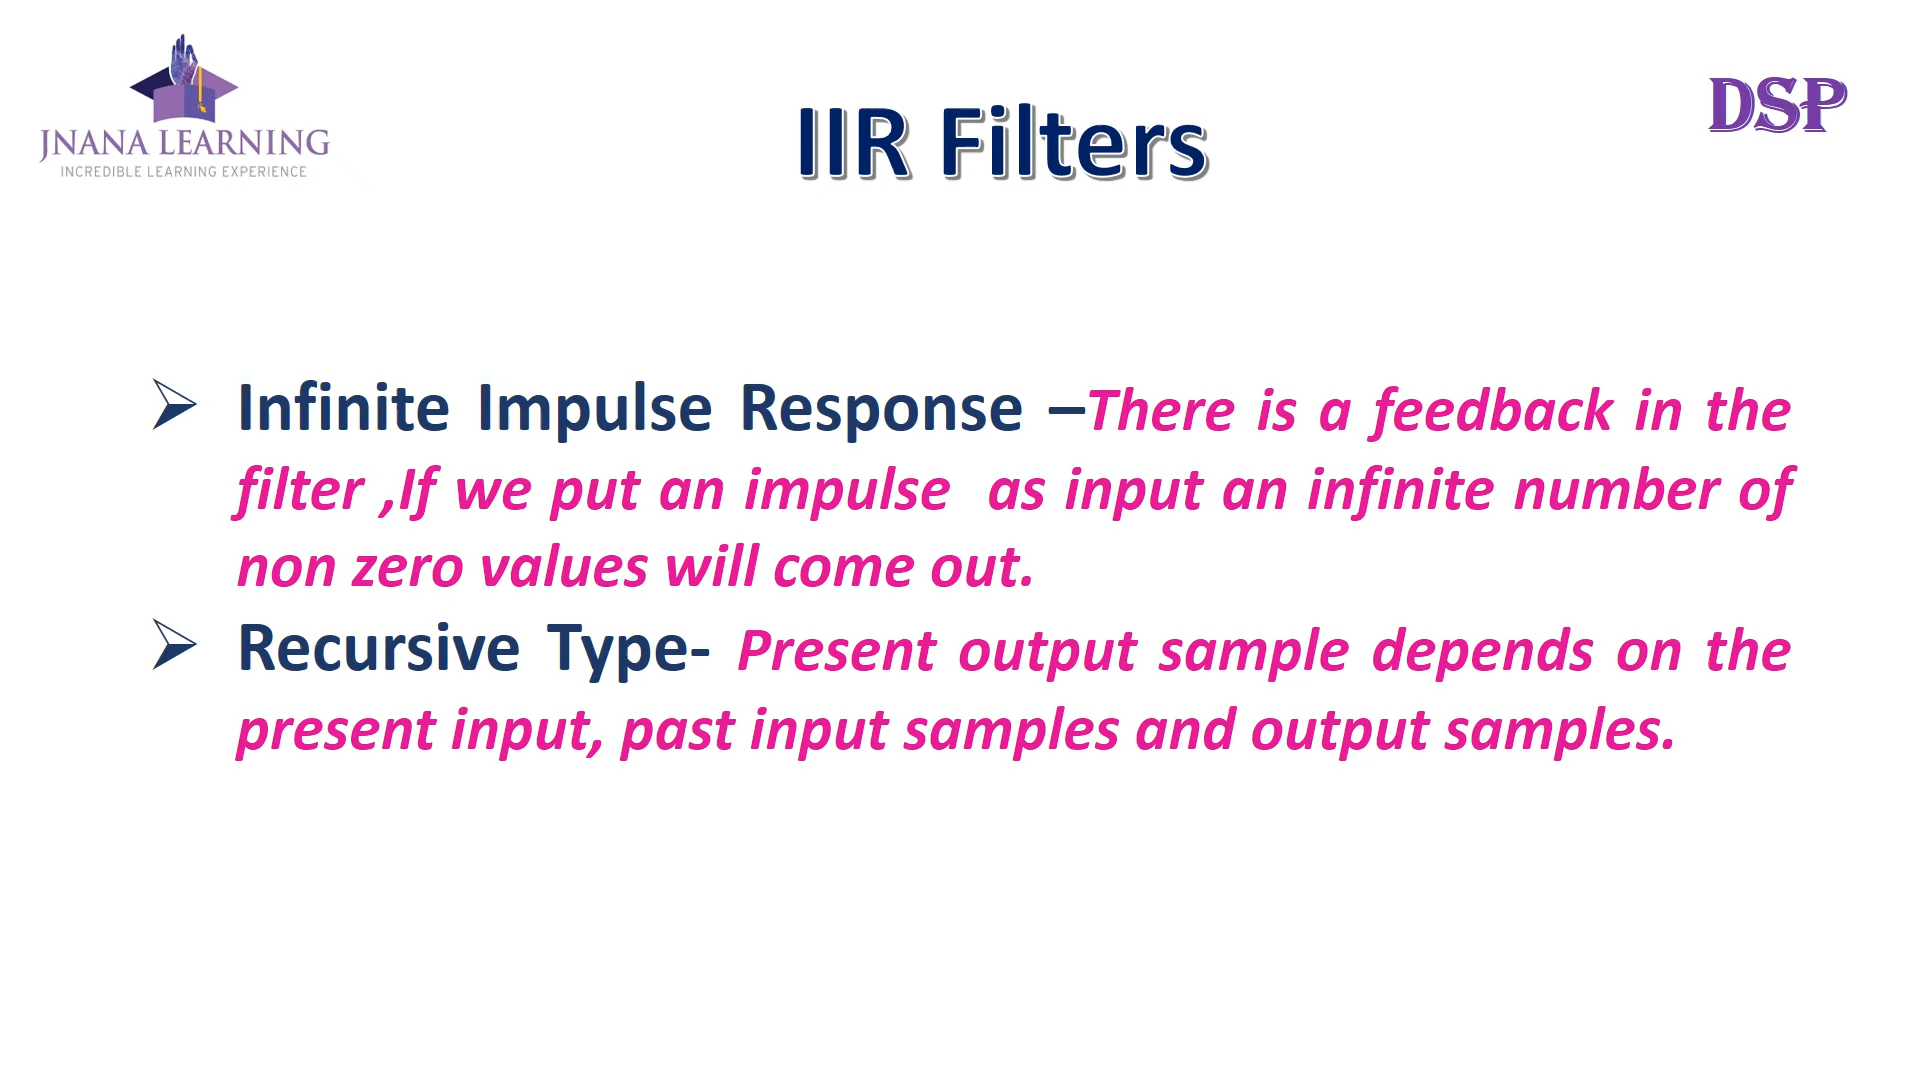 JNANA LEARNING
INCREDIBLE LEARNING EXPERIENCE
IIR Filters
DSP
➢ Infinite Impulse Response –There is a feedback in the
filter ,If we put an impulse as input an infinite number of
non zero values will come out.
➢ Recursive Type- Present output sample depends on the
present input, past input samples and output samples.